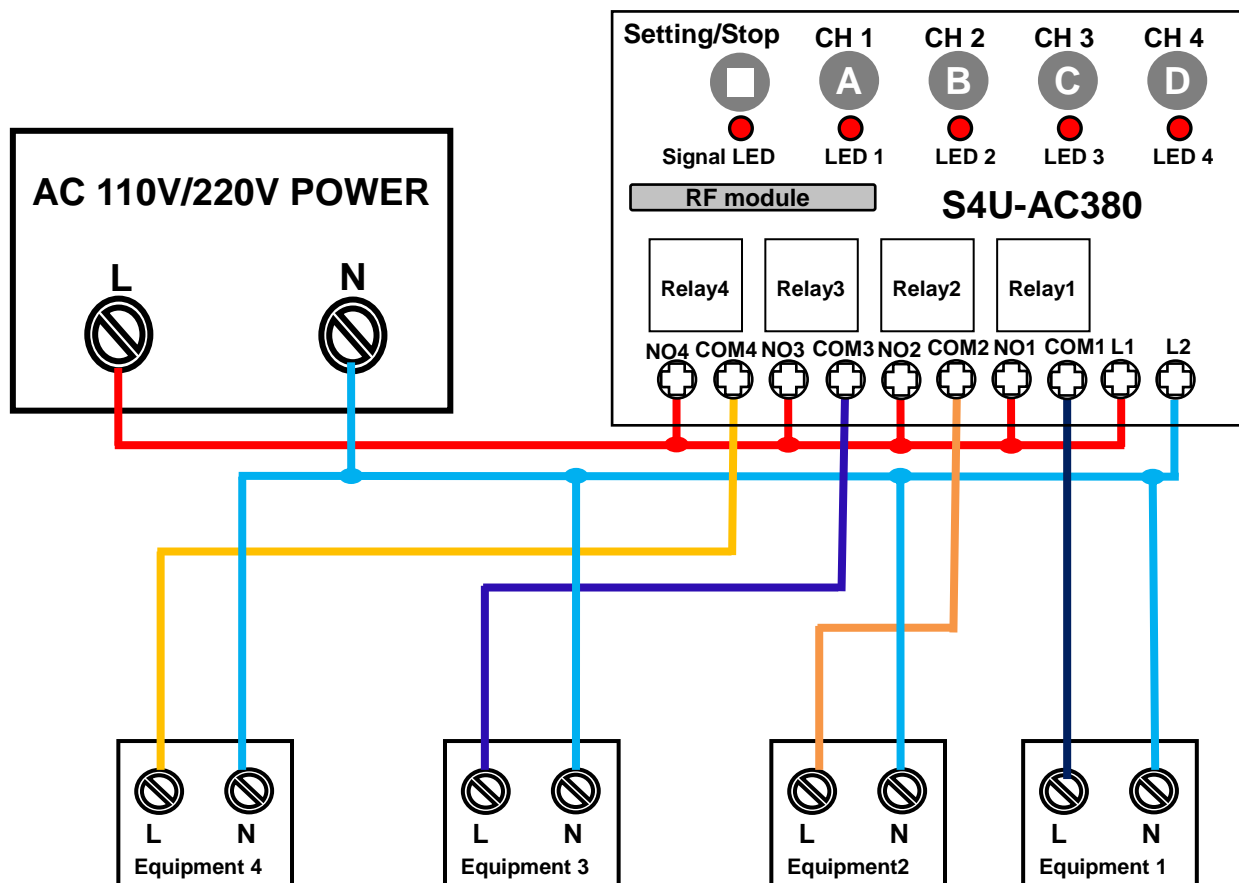 Setting/Stop CH 1 CH 2 CH 3 CH 4
A B C D
Signal LED LED 1 LED 2 LED 3 LED 4
RF module
S4U-AC380
Relay4 Relay3 Relay2 Relay1
NO4 COM4 NO3 COM3 NO2 COM2 NO1 COM1 L1 L2
AC 110V/220V POWER
L N
L N
Equipment 4
L N
Equipment 3
L N
Equipment2
L N
Equipment 1